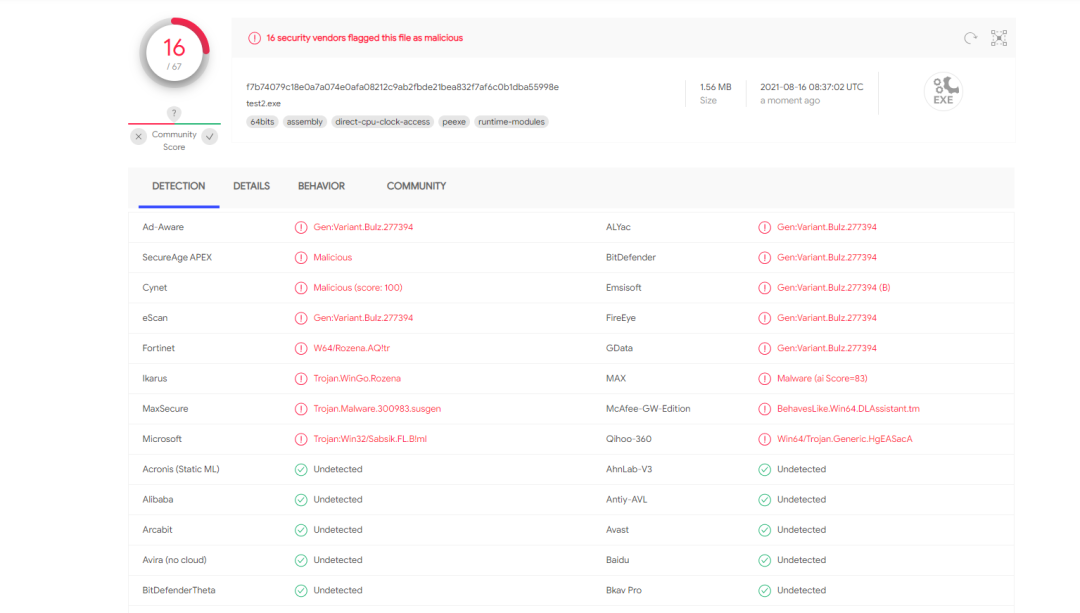 16
/ 67
?
Community
Score
16 security vendors flagged this file as malicious
f7b74079c18e0a7a074e0afa08212c9ab2fbde21bea832f7af6c0b1dba55998e
test2.exe
64bits assembly direct-cpu-clock-access peexe runtime-modules
1.56 MB
Size
2021-08-16 08:37:02 UTC
a moment ago
EXE
DETECTION DETAILS BEHAVIOR COMMUNITY
Ad-Aware Gen:Variant.Bulz.277394 ALYac Gen:Variant.Bulz.277394
SecureAge APEX Malicious BitDefender Gen:Variant.Bulz.277394
Cynet Malicious (score: 100) Emsisoft Gen:Variant.Bulz.277394 (B)
eScan Gen:Variant.Bulz.277394 FireEye Gen:Variant.Bulz.277394
Fortinet W64/Rozena.AQ!tr GData Gen:Variant.Bulz.277394
Ikarus Trojan.WinGo.Rozena MAX Malware (ai Score=83)
MaxSecure Trojan.Malware.300983.susgen McAfee-GW-Edition BehavesLike.Win64.DLAssistant.tm
Microsoft Trojan:Win32/Sabsik.FL.B!ml Qihoo-360 Win64/Trojan.Generic.HgEASacA
Acronis (Static ML) Undetected AhnLab-V3 Undetected
Alibaba Undetected Antiy-AVL Undetected
Arcabit Undetected Avast Undetected
Avira (no cloud) Undetected Baidu Undetected
BitDefenderTheta Undetected Bkav Pro Undetected